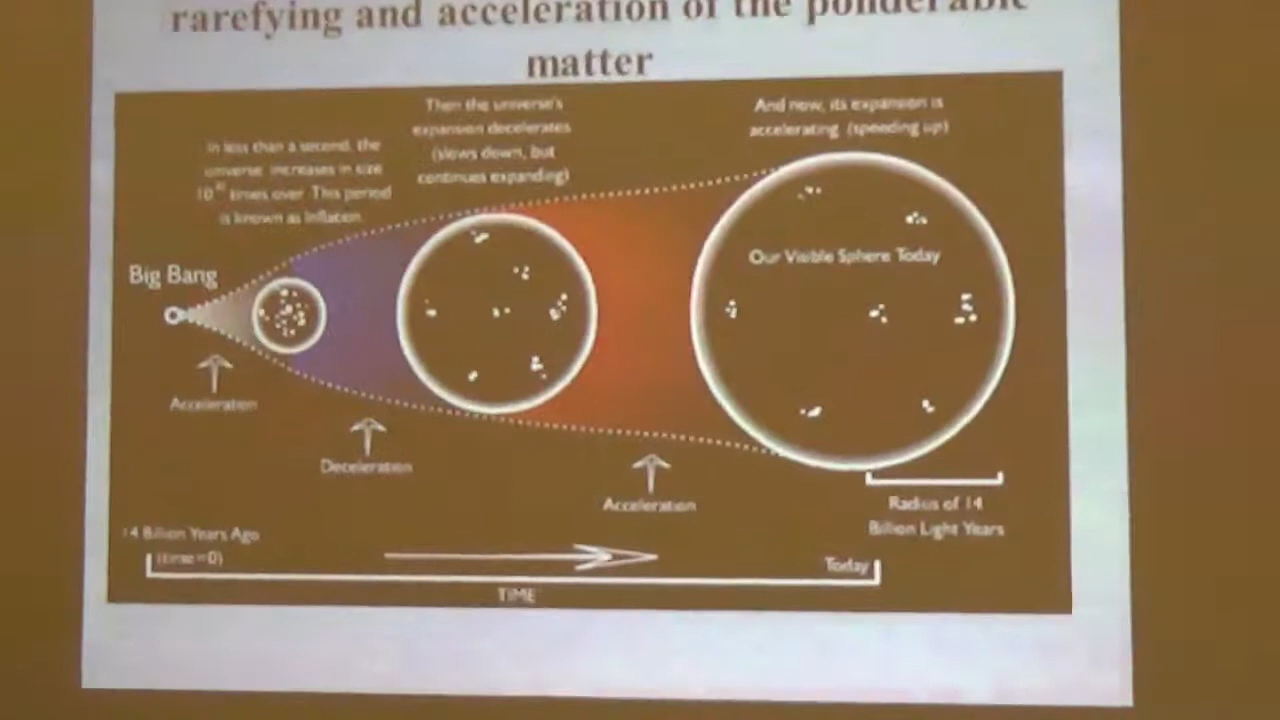 rarefying and acceleration of the ponderable
matter
In less than a second, the
universe increases in size
times over. This period
is known as Inflation.
Then the universe's
expansion decelerates
(slows down, but
continues expanding)
And now, its expansion is
accelerating (speeding up)
Big Bang
Our Visible Sphere Today
Acceleration
Deceleration
Acceleration
Radius of 14
Billion Light Years
14 Billion Years Ago
(time=0)
Today
TIME